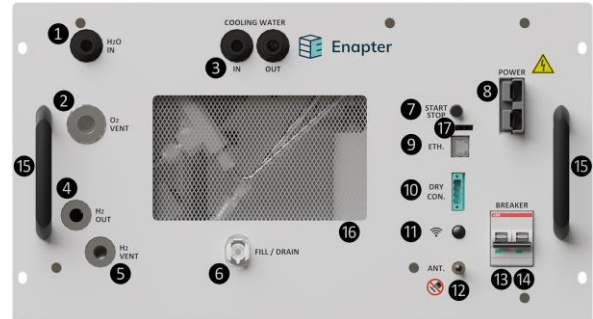 1
H₂O
IN
COOLING WATER
3
IN
OUT
Enapter
POWER
2
O₂
VENT
7
START
STOP
17
8
9
ETH.
15
15
4
H₂
OUT
10
DRY
CON.
5
H₂
VENT
6
FILL / DRAIN
16
11
BREAKER
ANT.
12
13
14